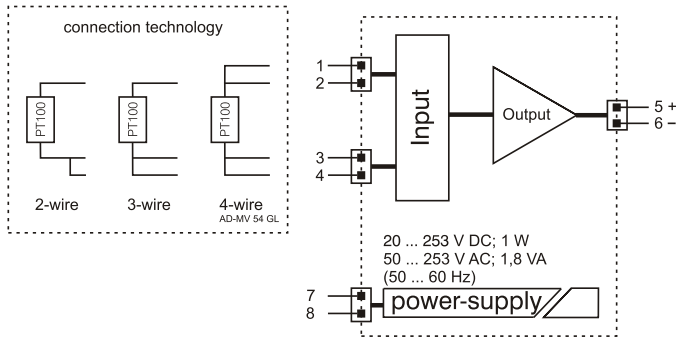 connection technology
PT100
PT100
PT100
2-wire
3-wire
4-wire
AD-MV 54 GL
1
2
3
4
Input
Output
5 +
6 –
20 ... 253 V DC; 1 W
50 ... 253 V AC; 1,8 VA
(50 ... 60 Hz)
7
8
power-supply